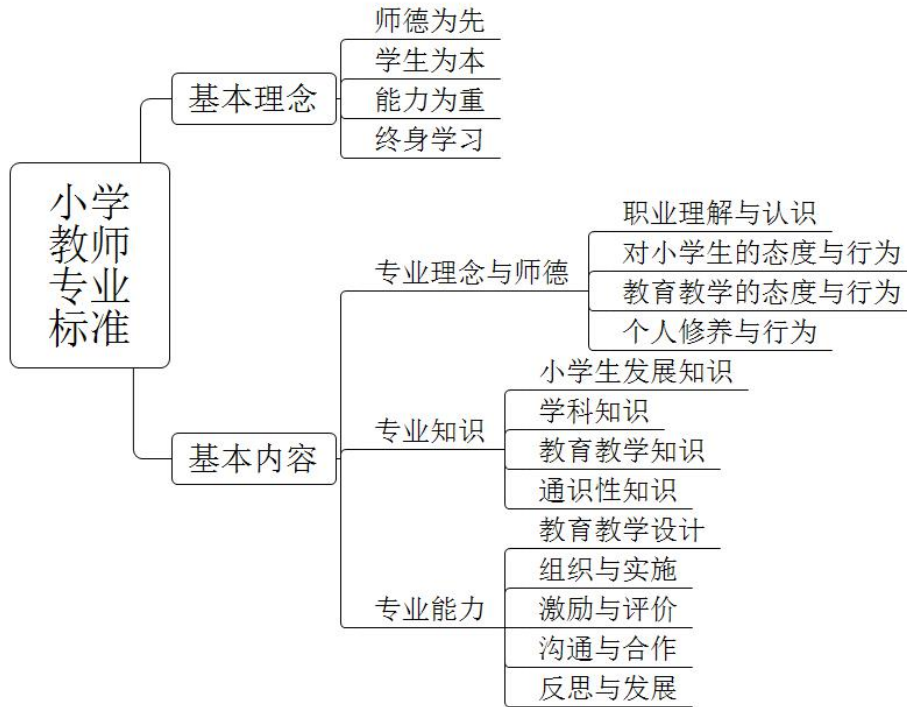 小学
教师
专业
标准
基本理念
师德为先
学生为本
能力为重
终身学习
基本内容
专业理念与师德
职业理解与认识
对小学生的态度与行为
教育教学的态度与行为
个人修养与行为
专业知识
小学生发展知识
学科知识
教育教学知识
通识性知识
专业能力
教育教学设计
组织与实施
激励与评价
沟通与合作
反思与发展